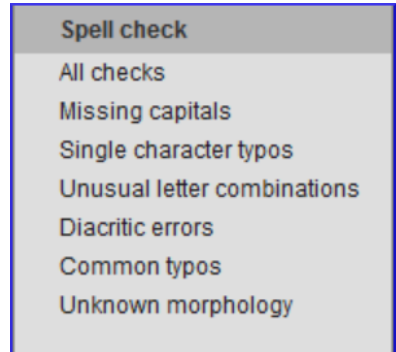 Spell check
All checks
Missing capitals
Single character typos
Unusual letter combinations
Diacritic errors
Common typos
Unknown morphology